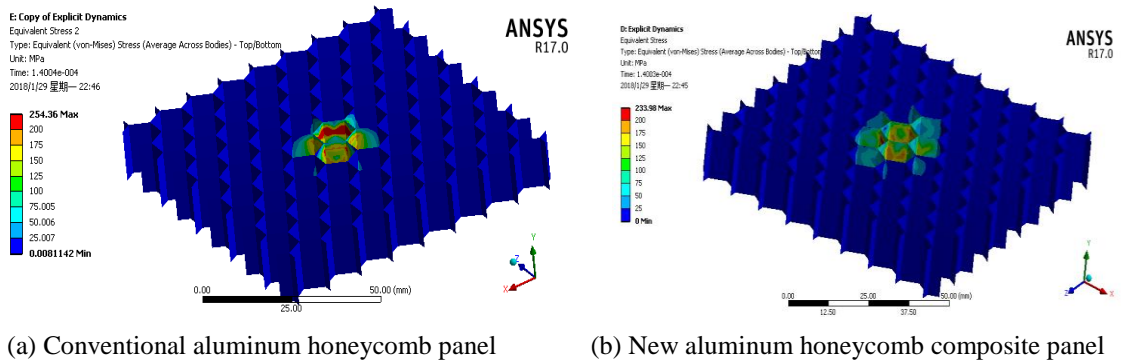 E: Copy of Explicit Dynamics
Equivalent Stress 2
Type: Equivalent (von-Mises) Stress (Average Across Bodies) - Top/Bottom
Unit: MPa
Time: 1.4004e-004
2018/1/29 星期一 22:46
254.36 Max
200
175
150
125
100
75.005
50.006
25.007
0.0081142 Min
ANSYS
R17.0
Y
Z
X
0.00
50.00 (mm)
25.00
D: Explicit Dynamics
Equivalent Stress
Type: Equivalent (von-Mises) Stress (Average Across Bodies) - Top/Bottom
Unit: MPa
Time: 1.4003e-004
2018/1/29 星期一 22:45
233.98 Max
200
175
150
125
100
75
50
25
0 Min
ANSYS
R17.0
Y
Z
X
0.00
25.00
50.00 (mm)
12.50
37.50
(a) Conventional aluminum honeycomb panel
(b) New aluminum honeycomb composite panel